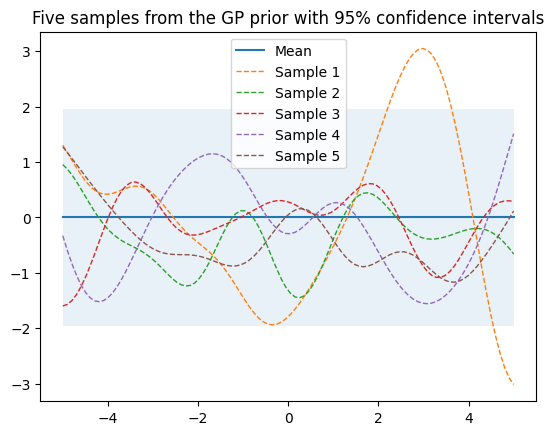 Five samples from the GP prior with 95% confidence intervals
Mean
Sample 1
Sample 2
Sample 3
Sample 4
Sample 5
3
2
1
0
−1
−2
−3
−4
−2
0
2
4